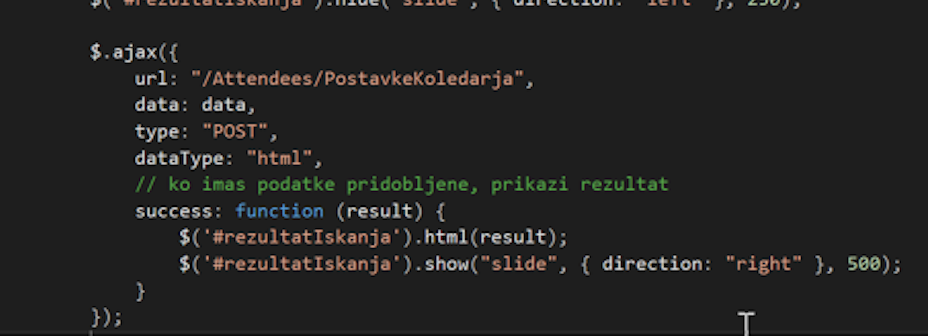 $('#rezultatIskanja').hide("slide", { direction: "left" }, 250);
$.ajax({
url: "/Attendees/PostavkeKoledarja",
data: data,
type: "POST",
dataType: "html",
// ko imas podatke pridobljene, prikazi rezultat
success: function (result) {
$('#rezultatIskanja').html(result);
$('#rezultatIskanja').show("slide", { direction: "right" }, 500);
}
});